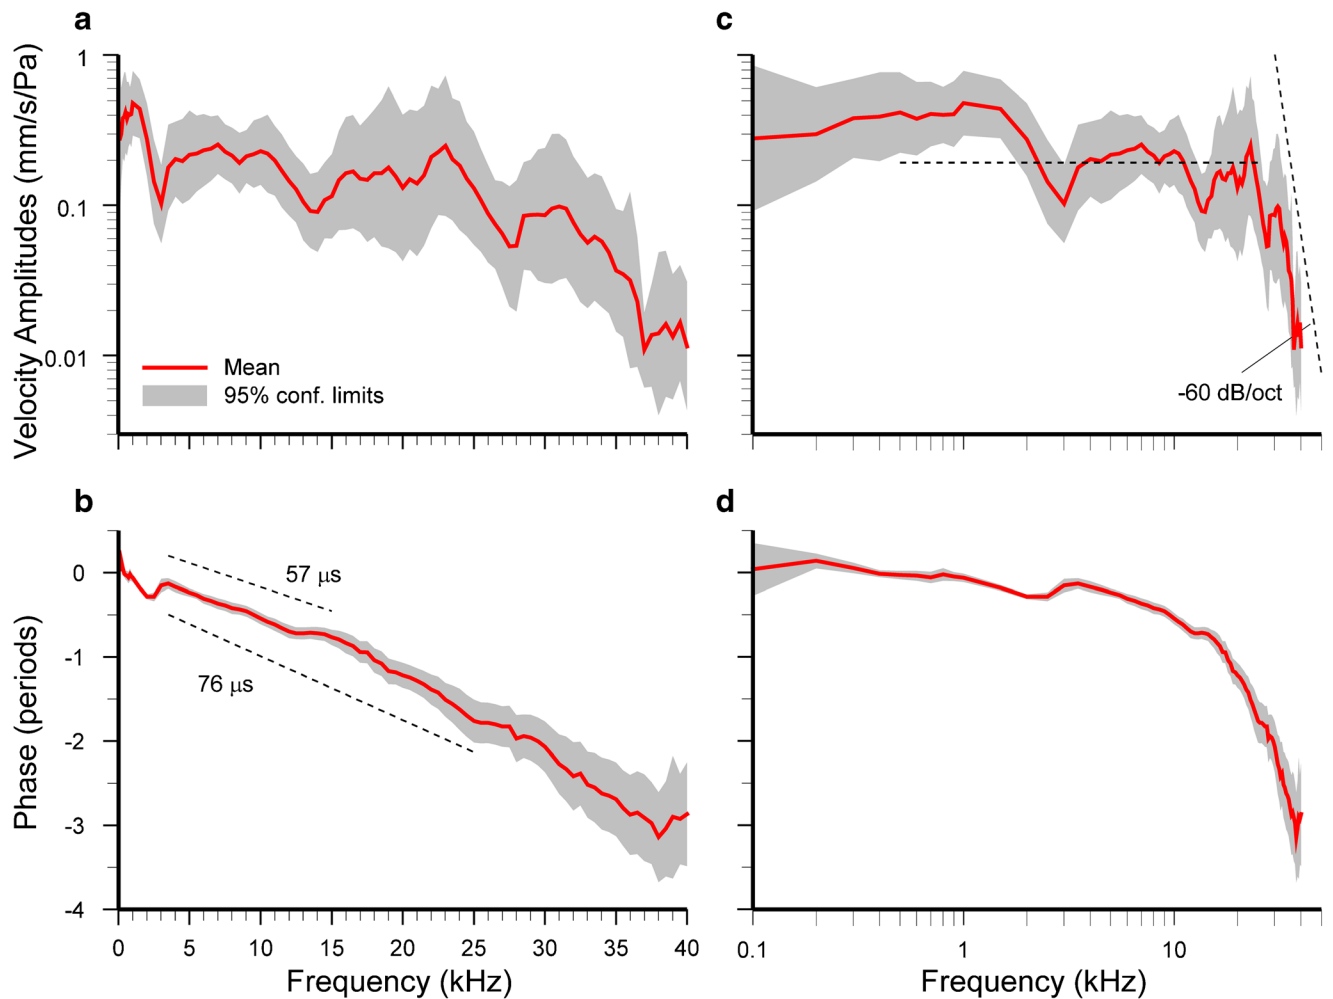 a
Velocity Amplitudes (mm/s/Pa)
1
0.1
0.01
Mean
95% conf. limits
c
-60 dB/oct
b
Phase (periods)
0
-1
-2
-3
-4
57 μs
76 μs
0 5 10 15 20 25 30 35 40
Frequency (kHz)
d
0.1 1 10
Frequency (kHz)